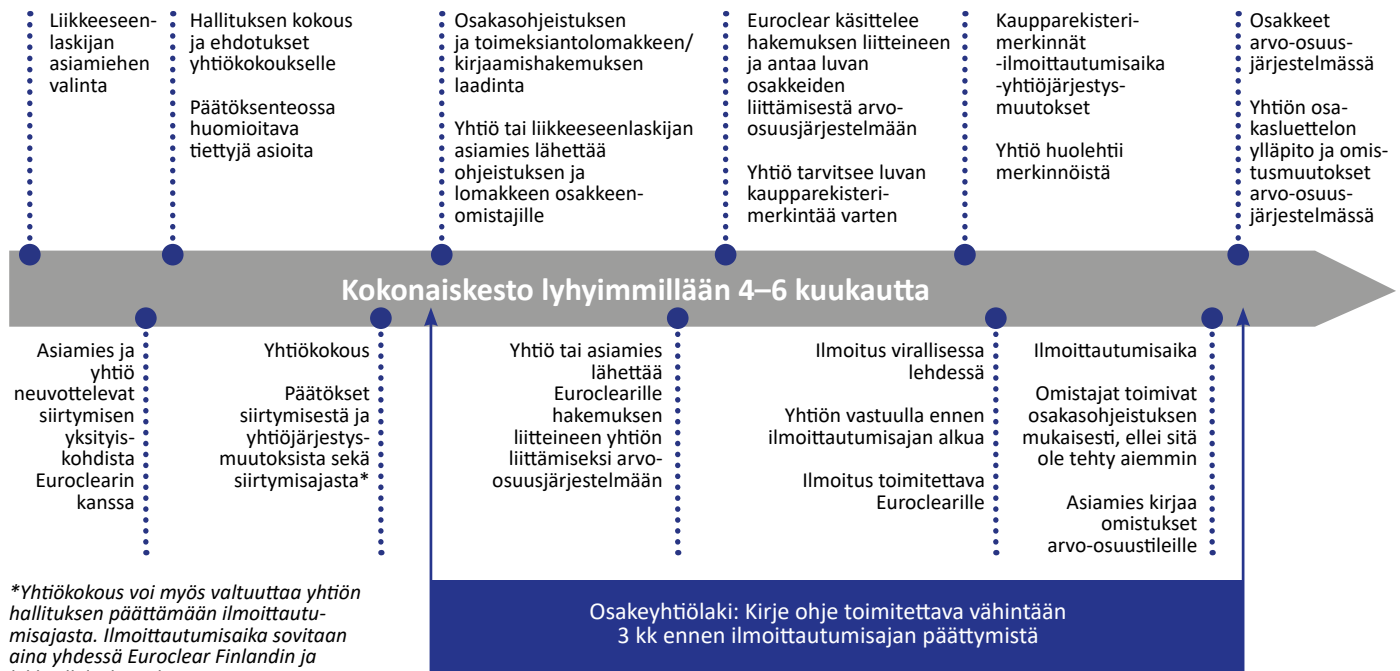 Liikkeeseen-
laskijan
asiamiehen
valinta
Hallituksen kokous
ja ehdotukset
yhtiökokoukselle
Päätöksenteossa
huomioitava
tiettyjä asioita
Osakasohjeistuksen
ja toimeksiantolomakkeen/
kirjaamishakemuksen
laadinta
Yhtiö tai liikkeeseenlaskijan
asiamies lähettää
ohjeistuksen ja
lomakkeen osakkeen-
omistajille
Euroclear käsittelee
hakemuksen liitteineen
ja antaa luvan
osakkeiden
liittämisestä arvo-
osuusjärjestelmään
Yhtiö tarvitsee luvan
kaupparekisteri-
merkintää varten
Kaupparekisteri-
merkinnät
-ilmoittautumisaika
-yhtiöjärjestys-
muutokset
Yhtiö huolehtii
merkinnöistä
Osakkeet
arvo-osuus-
järjestelmässä
Yhtiön osa-
kasluettelon
ylläpito ja omis-
tusmuutokset
arvo-osuus-
järjestelmässä
Kokonaiskesto lyhyimmillään 4–6 kuukautta
Asiamies ja
yhtiö
neuvottelevat
siirtymisen
yksityis-
kohdista
Euroclearin
kanssa
Yhtiökokous
Päätökset
siirtymisestä ja
yhtiöjärjestys-
muutoksista sekä
siirtymisajasta*
Yhtiö tai asiamies
lähettää
Euroclearille
hakemuksen
liitteineen yhtiön
liittämiseksi arvo-
osuusjärjestelmään
Ilmoitus virallisessa
lehdessä
Yhtiön vastuulla ennen
ilmoittautumisajan alkua
Ilmoitus toimitettava
Euroclearille
Ilmoittautumisaika
Omistajat toimivat
osakasohjeistuksen
mukaisesti, ellei sitä
ole tehty aiemmin
Asiamies kirjaa
omistukset
arvo-osuustileille
*Yhtiökokous voi myös valtuuttaa yhtiön
hallituksen päättämään ilmoittautu-
misajasta. Ilmoittautumisaika sovitaan
aina yhdessä Euroclear Finlandin ja
Osakeyhtiölaki: Kirje ohje toimitettava vähintään
3 kk ennen ilmoittautumisajan päättymistä